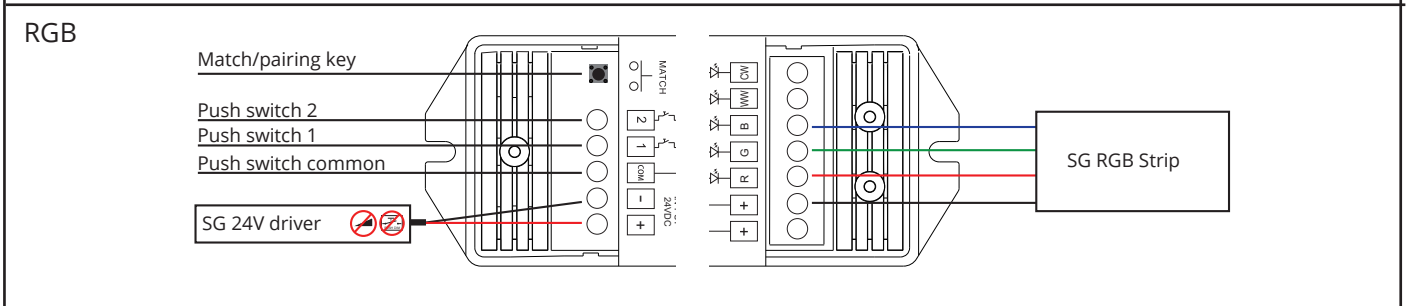 RGB
Match/pairing key
Push switch 2
Push switch 1
Push switch common
SG 24V driver
MATCH
2
1
COM
-
+
24VDC
CW
WW
B
G
R
+
+
SG RGB Strip